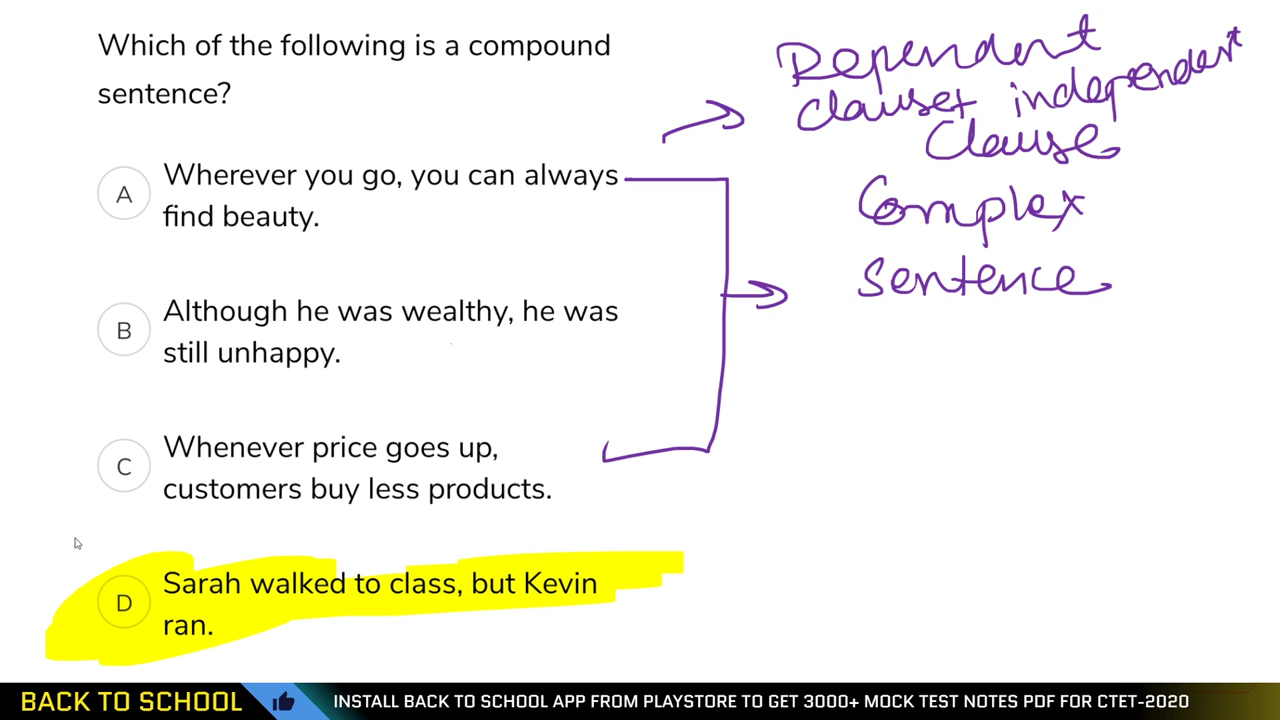 Which of the following is a compound
sentence?
A
Wherever you go, you can always
find beauty.
B
Although he was wealthy, he was
still unhappy.
C
Whenever price goes up,
customers buy less products.
D
Sarah walked to class, but Kevin
ran.
Dependent
clause+ independent
Clause
Complex
Sentence
BACK TO SCHOOL
INSTALL BACK TO SCHOOL APP FROM PLAYSTORE TO GET 3000+ MOCK TEST NOTES PDF FOR CTET-2020